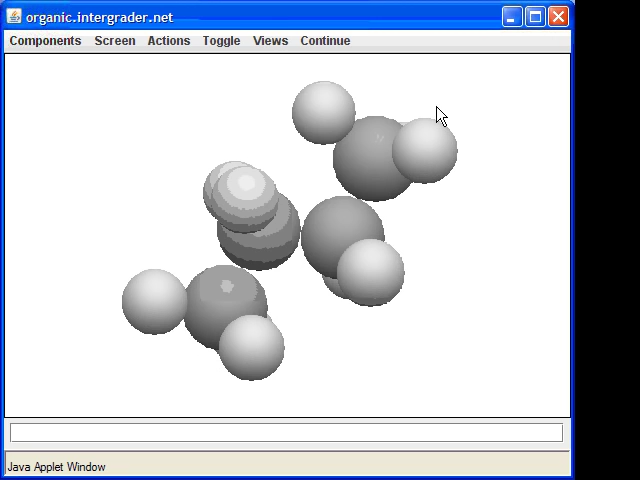 organic.intergrader.net
Components Screen Actions Toggle Views Continue
Java Applet Window